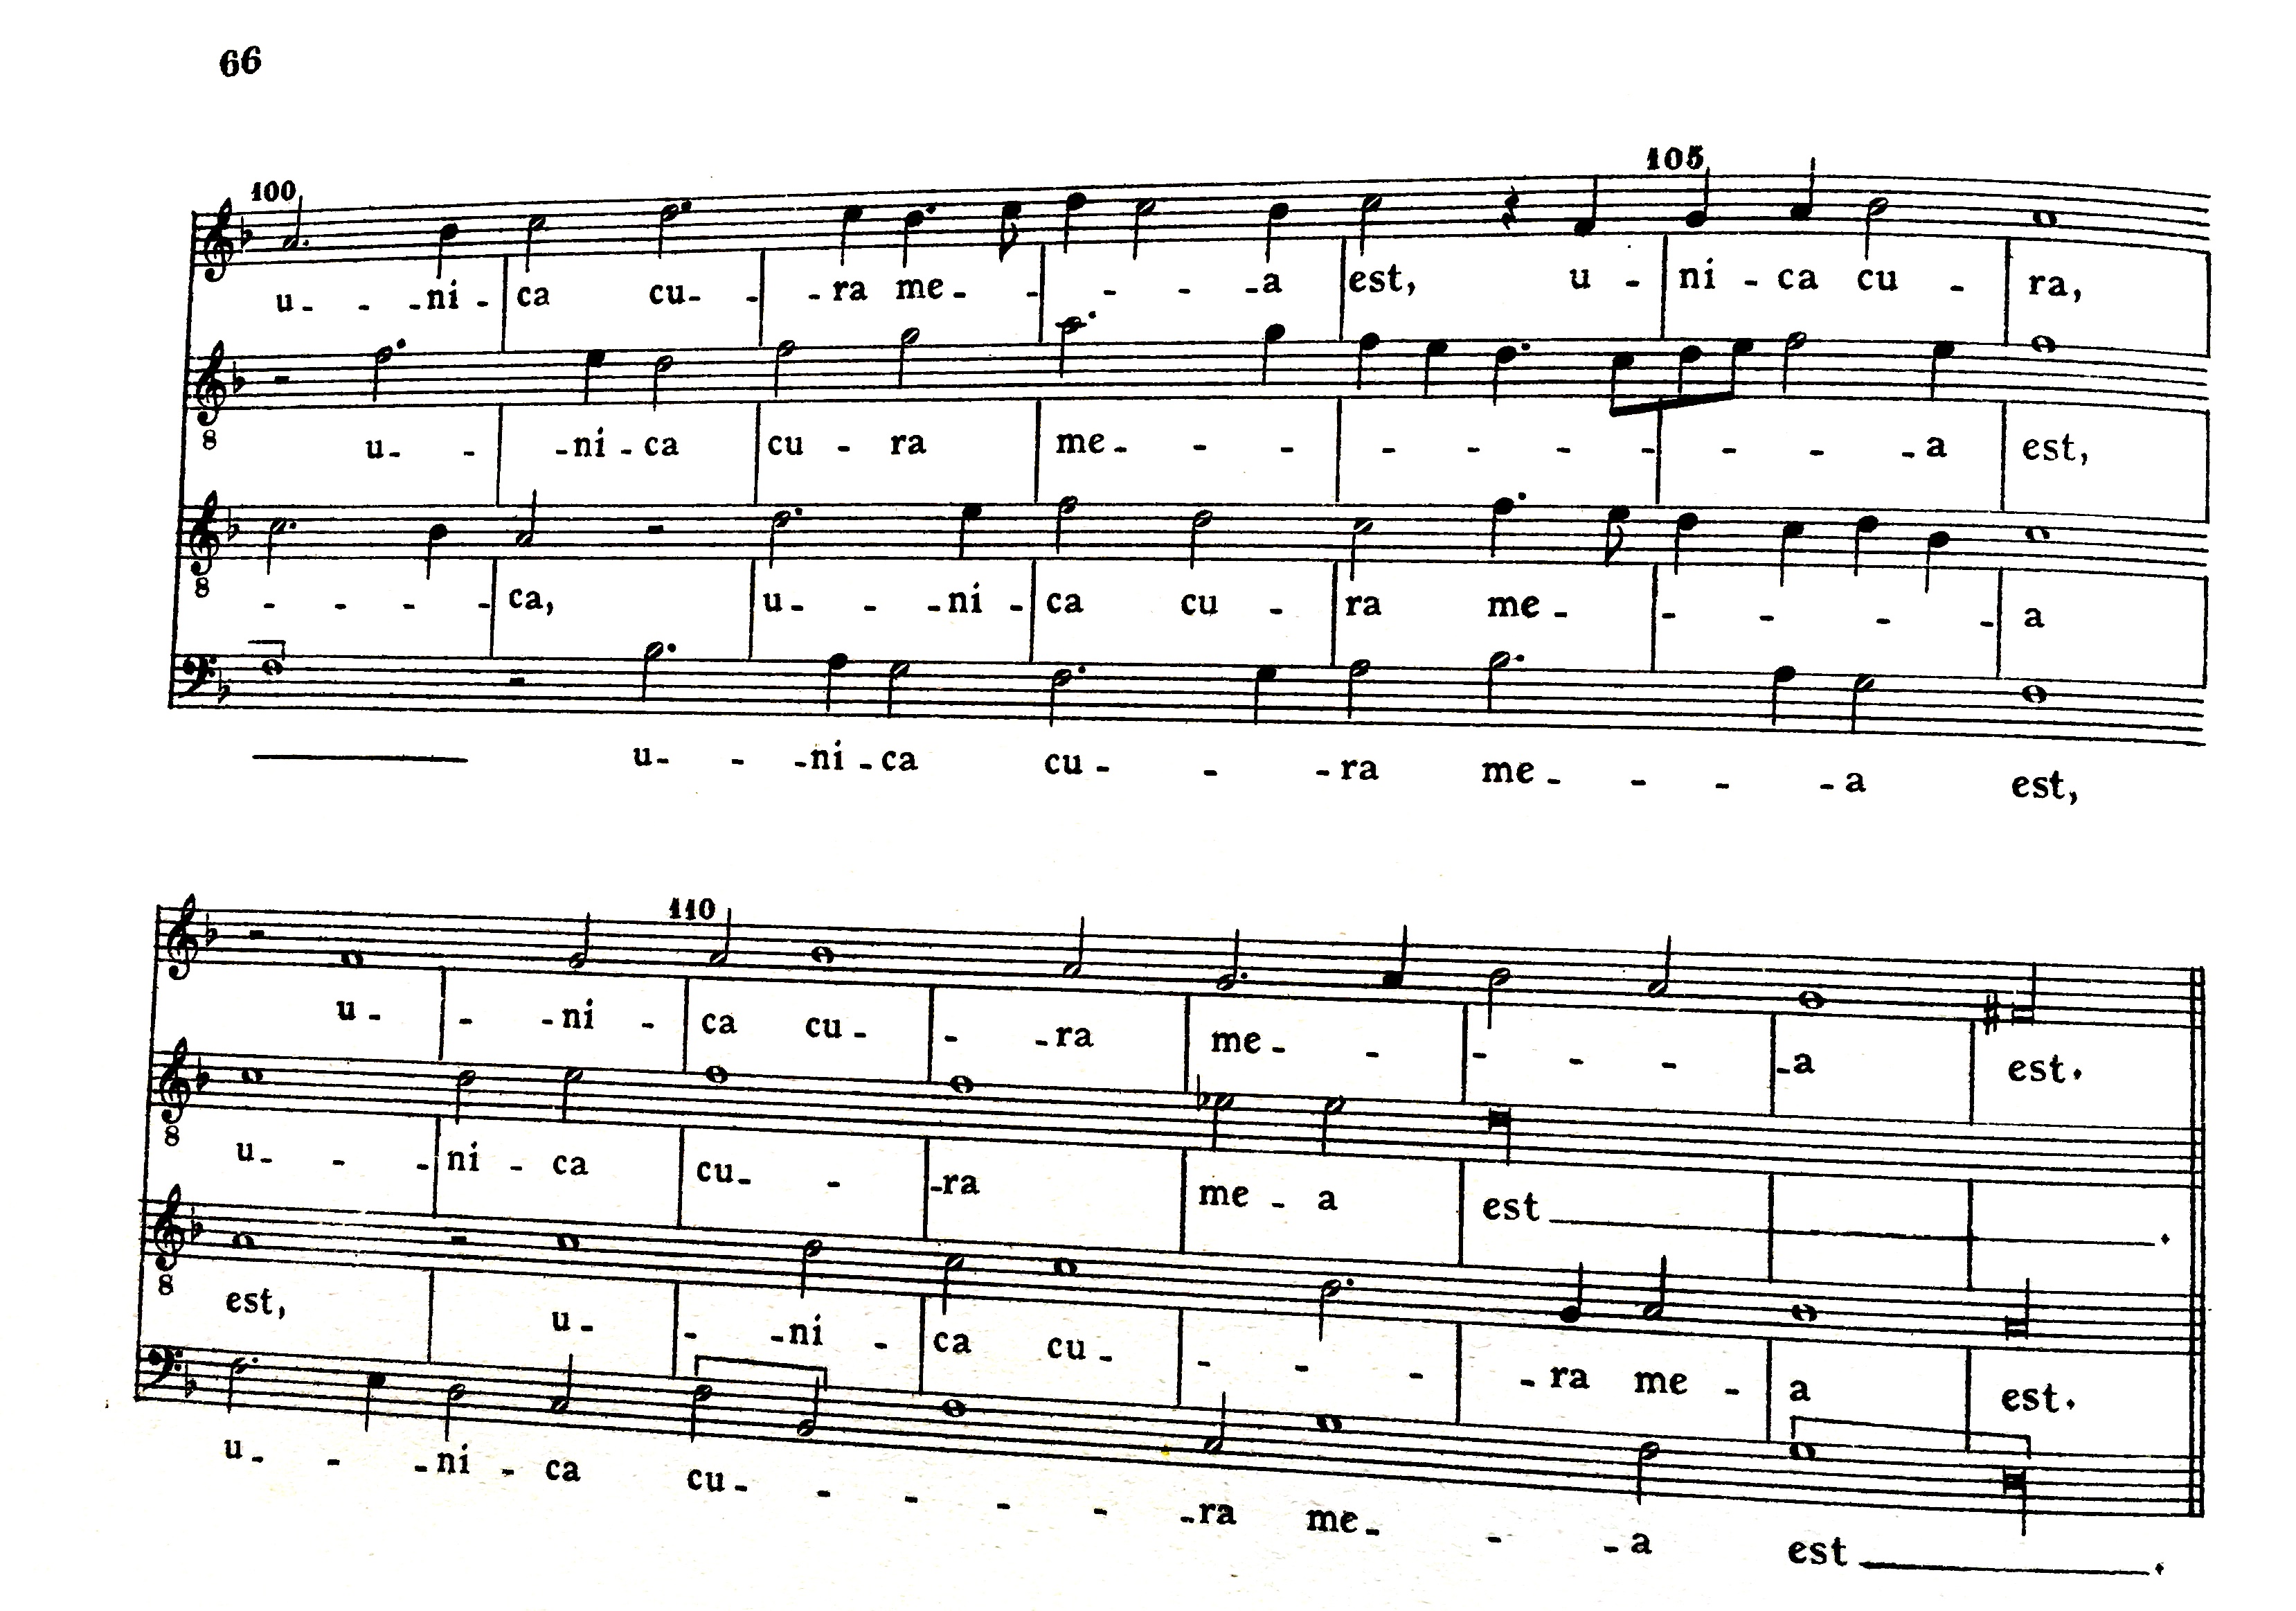 66
100 105
u - - - ni - ca cu - - - ra me - - - - - a est, u - ni - ca cu - ra,
8
u - - - ni - ca cu - ra me - - - - - - - - - - a est,
8
- - - - ca, u - - - ni - ca cu - ra me - - - - - a
u - - - ni - ca cu - - - ra me - - - - a est,
110
u - - - ni - ca cu - - - ra me - - - - - - a est.
8
u - - - ni - ca cu - - - ra me - a est .
8
est, u - - - ni - ca cu - - - - - ra me - a est.
u - - - ni - ca cu - - - - - - ra me - - - a est .